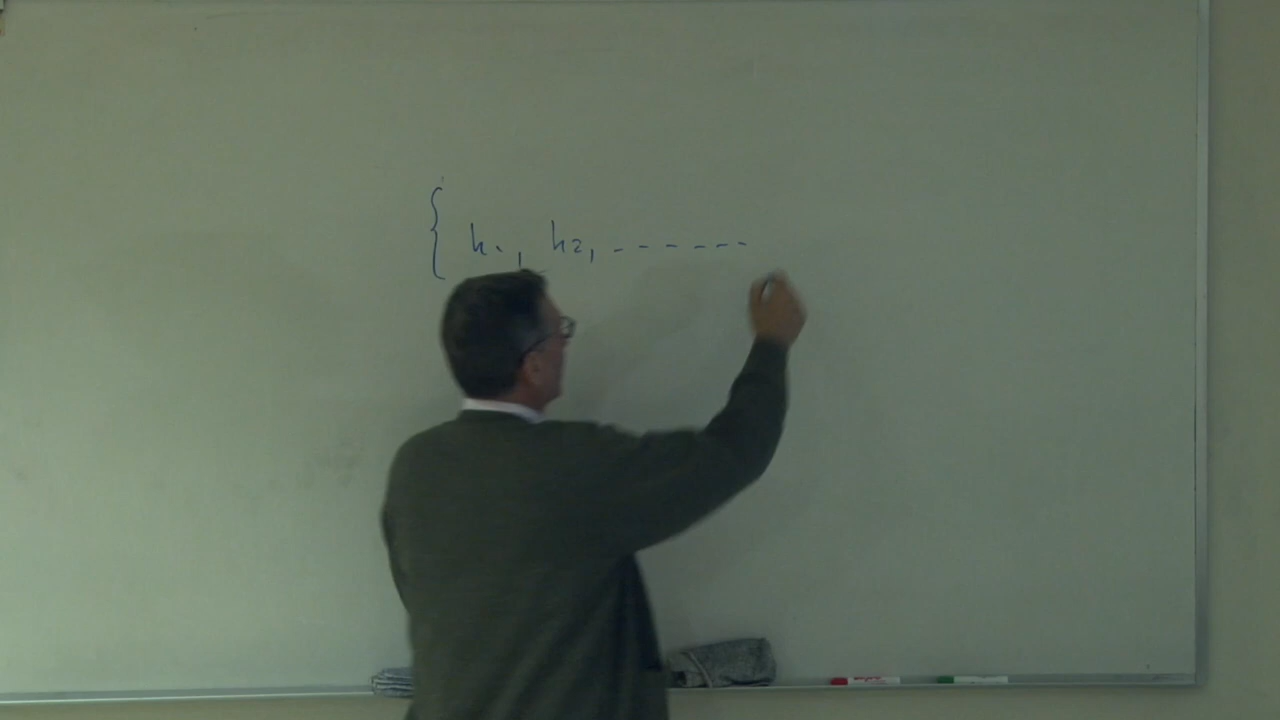 { h1, h2, ------